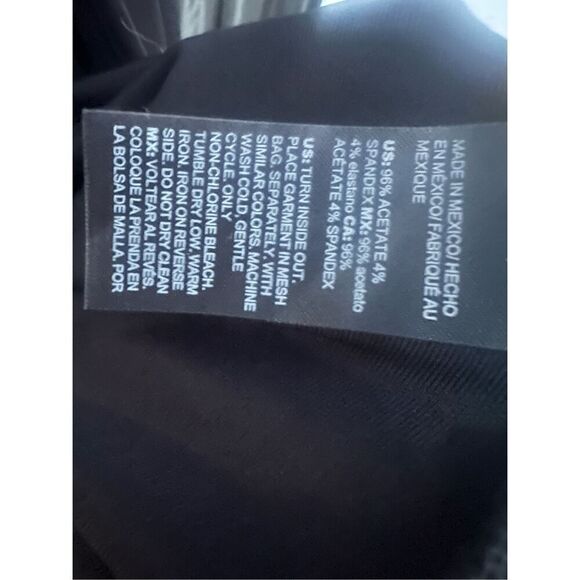 MADE IN MEXICO/HECHO
EN MÉXICO/ FABRIQUÉ AU
MEXIQUE
US: 96% ACETATE 4%
SPANDEX MX: 96% acetato
4% elastano CA: 96%
ACÉTATE 4% SPANDEX
US: TURN INSIDE OUT.
PLACE GARMENT IN MESH
BAG. SEPARATELY. WITH
SIMILAR COLORS. MACHINE
WASH COLD, GENTLE
CYCLE. ONLY
NON-CHLORINE BLEACH.
TUMBLE DRY LOW. WARM
IRON. IRON ON REVERSE
SIDE. DO NOT DRY CLEAN
MX: VOLTEAR AL REVÉS.
COLOQUE LA PRENDA EN
LA BOLSA DE MALLA. POR